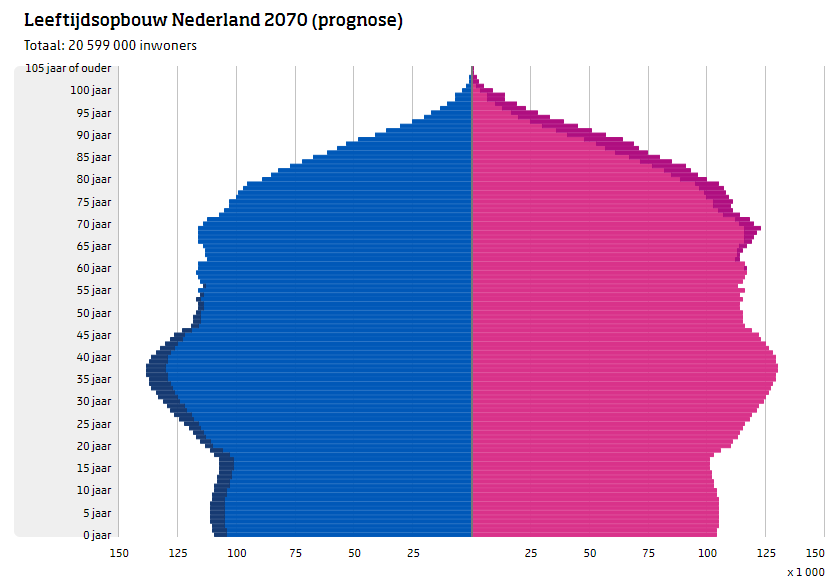 Leeftijdsopbouw Nederland 2070 (prognose)
Totaal: 20 599 000 inwoners
105 jaar of ouder
100 jaar
95 jaar
90 jaar
85 jaar
80 jaar
75 jaar
70 jaar
65 jaar
60 jaar
55 jaar
50 jaar
45 jaar
40 jaar
35 jaar
30 jaar
25 jaar
20 jaar
15 jaar
10 jaar
5 jaar
0 jaar
150 125 100 75 50 25 25 50 75 100 125 150
x 1 000